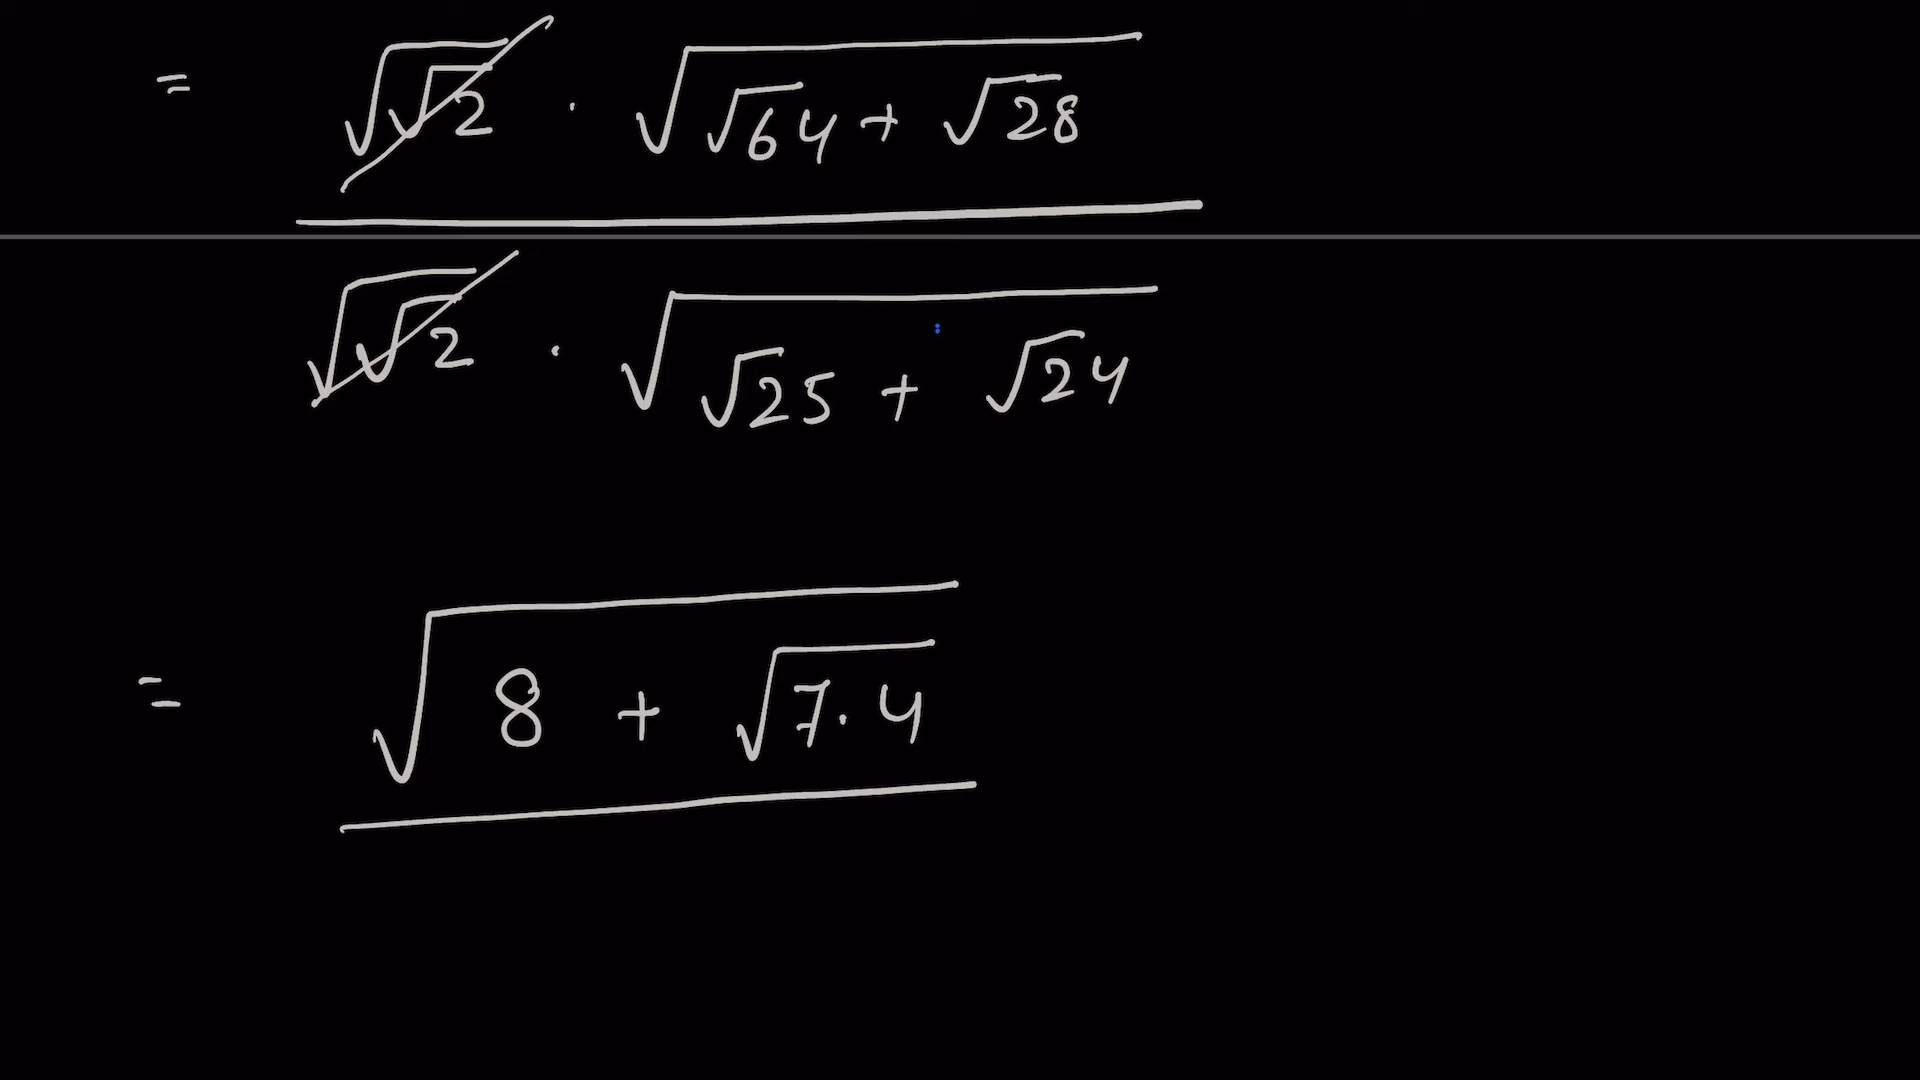 = √√2 · √(√64 + √28)
√√2 · √(√25 + √24)
= √(8 + √(7.4))